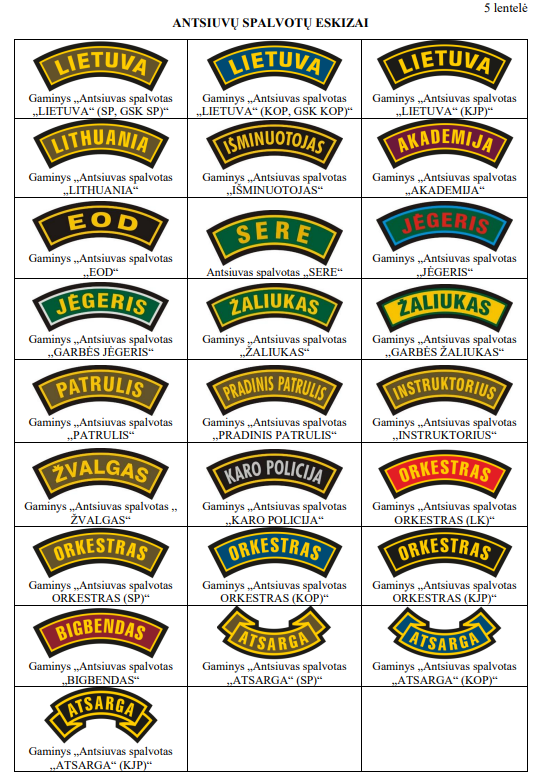 5 lentelė
ANTSIUVŲ SPALVOTŲ ESKIZAI
LIETUVA
Gaminys „Antsiuvas spalvotas
„LIETUVA“ (SP, GSK SP)“
LIETUVA
Gaminys „Antsiuvas spalvotas
„LIETUVA“ (KOP, GSK KOP)“
LIETUVA
Gaminys „Antsiuvas spalvotas
„LIETUVA“ (KJP)“
LITHUANIA
Gaminys „Antsiuvas spalvotas
„LITHUANIA“
IŠMINUOTOJAS
Gaminys „Antsiuvas spalvotas
„IŠMINUOTOJAS“
AKADEMIJA
Gaminys „Antsiuvas spalvotas
„AKADEMIJA“
EOD
Gaminys „Antsiuvas spalvotas
„EOD“
SERE
Antsiuvas spalvotas „SERE“
JĖGERIS
Gaminys „Antsiuvas spalvotas
„JĖGERIS“
JĖGERIS
Gaminys „Antsiuvas spalvotas
„GARBĖS JĖGERIS“
ŽALIUKAS
Gaminys „Antsiuvas spalvotas
„ŽALIUKAS“
ŽALIUKAS
Gaminys „Antsiuvas spalvotas
„GARBĖS ŽALIUKAS“
PATRULIS
Gaminys „Antsiuvas spalvotas
„PATRULIS“
PRADINIS PATRULIS
Gaminys „Antsiuvas spalvotas
„PRADINIS PATRULIS“
INSTRUKTORIUS
Gaminys „Antsiuvas spalvotas
„INSTRUKTORIUS“
ŽVALGAS
Gaminys „Antsiuvas spalvotas „
ŽVALGAS“
KARO POLICIJA
Gaminys „Antsiuvas spalvotas
„KARO POLICIJA“
ORKESTRAS
Gaminys „Antsiuvas spalvotas
ORKESTRAS (LK)“
ORKESTRAS
Gaminys „Antsiuvas spalvotas
ORKESTRAS (SP)“
ORKESTRAS
Gaminys „Antsiuvas spalvotas
ORKESTRAS (KOP)“
ORKESTRAS
Gaminys „Antsiuvas spalvotas
ORKESTRAS (KJP)“
BIGBENDAS
Gaminys „Antsiuvas spalvotas
„BIGBENDAS“
ATSARGA
Gaminys „Antsiuvas spalvotas
„ATSARGA“ (SP)“
ATSARGA
Gaminys „Antsiuvas spalvotas
„ATSARGA“ (KOP)“
ATSARGA
Gaminys „Antsiuvas spalvotas
„ATSARGA“ (KJP)“